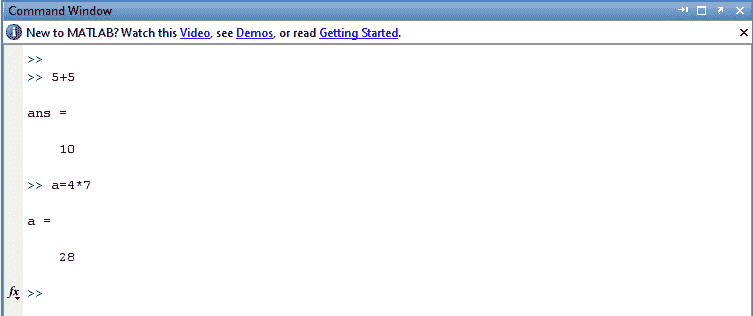 Command Window
New to MATLAB? Watch this Video, see Demos, or read Getting Started.
>>
>> 5+5
ans =
10
>> a=4*7
a =
28
fx >>